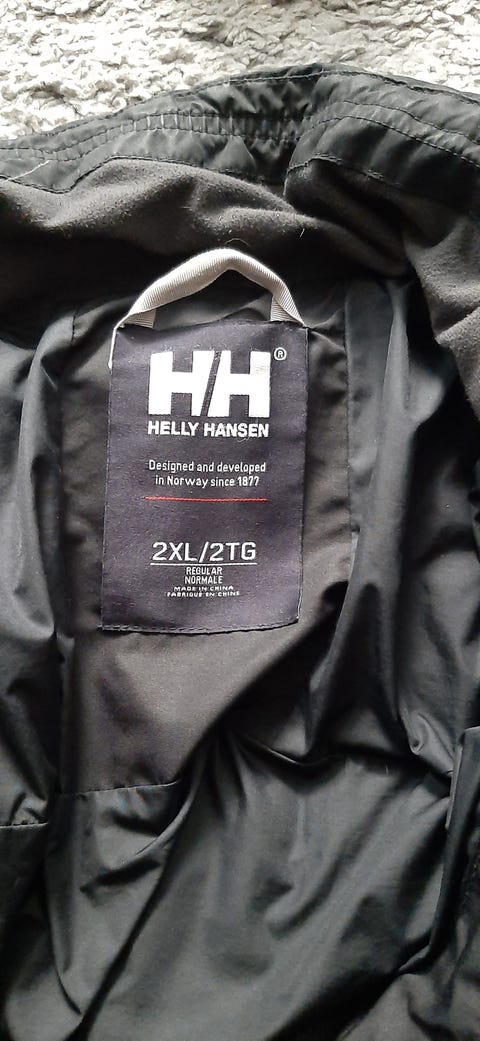 H/H®
HELLY HANSEN
Designed and developed
in Norway since 1877
2XL/2TG
REGULAR
NORMALE
MADE IN CHINA
FABRIQUE EN CHINE